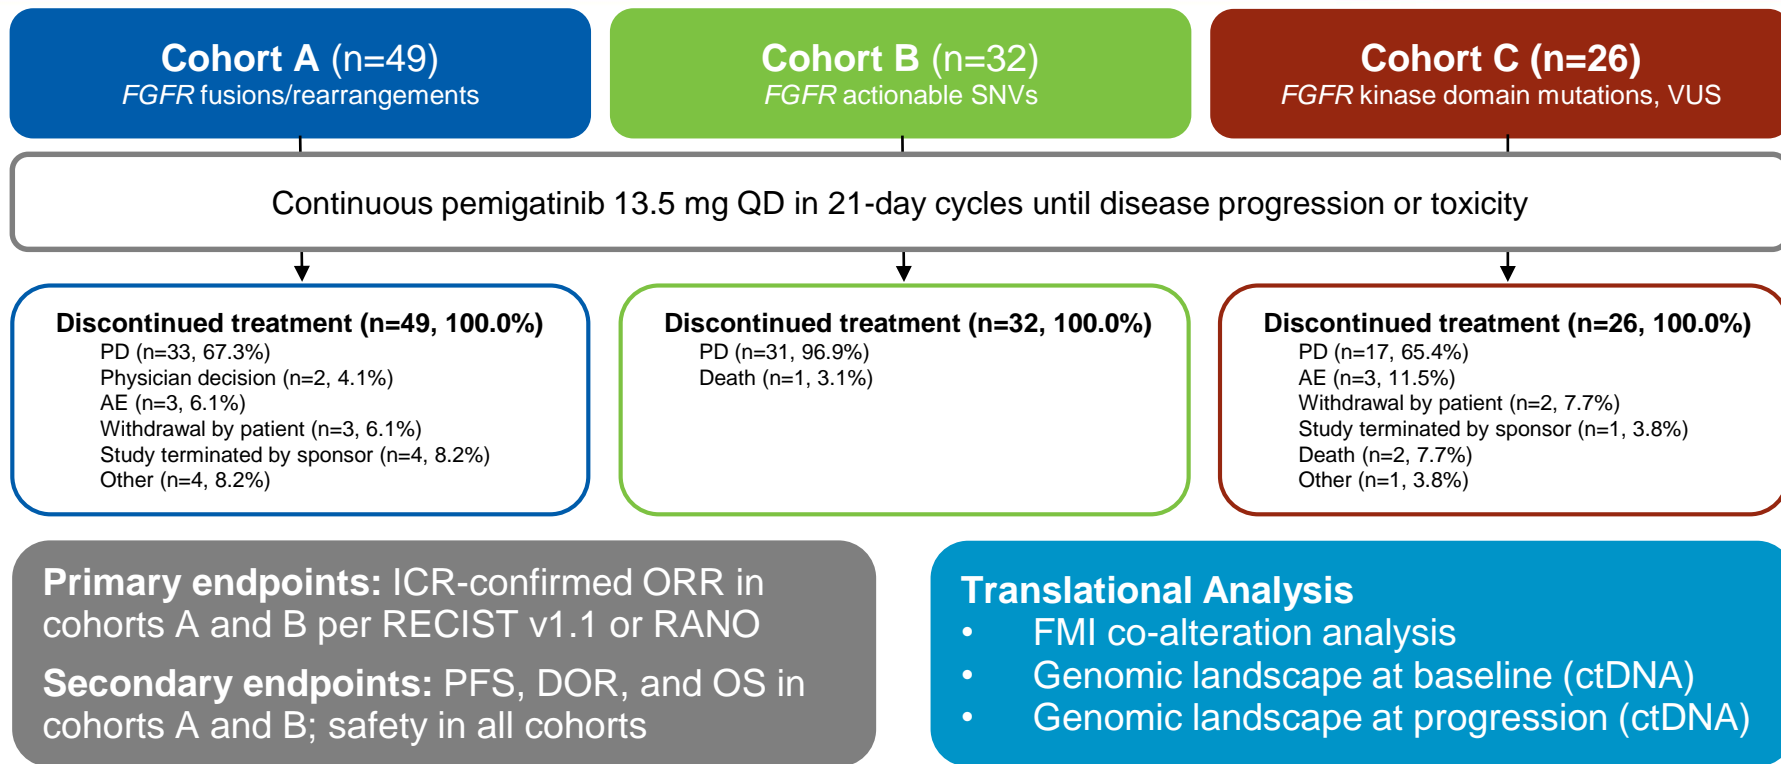 Cohort A (n=49)
FGFR fusions/rearrangements
Cohort B (n=32)
FGFR actionable SNVs
Cohort C (n=26)
FGFR kinase domain mutations, VUS
Continuous pemigatinib 13.5 mg QD in 21-day cycles until disease progression or toxicity
Discontinued treatment (n=49, 100.0%)
PD (n=33, 67.3%)
Physician decision (n=2, 4.1%)
AE (n=3, 6.1%)
Withdrawal by patient (n=3, 6.1%)
Study terminated by sponsor (n=4, 8.2%)
Other (n=4, 8.2%)
Discontinued treatment (n=32, 100.0%)
PD (n=31, 96.9%)
Death (n=1, 3.1%)
Discontinued treatment (n=26, 100.0%)
PD (n=17, 65.4%)
AE (n=3, 11.5%)
Withdrawal by patient (n=2, 7.7%)
Study terminated by sponsor (n=1, 3.8%)
Death (n=2, 7.7%)
Other (n=1, 3.8%)
Primary endpoints: ICR-confirmed ORR in
cohorts A and B per RECIST v1.1 or RANO
Secondary endpoints: PFS, DOR, and OS in
cohorts A and B; safety in all cohorts
Translational Analysis
• FMI co-alteration analysis
• Genomic landscape at baseline (ctDNA)
• Genomic landscape at progression (ctDNA)